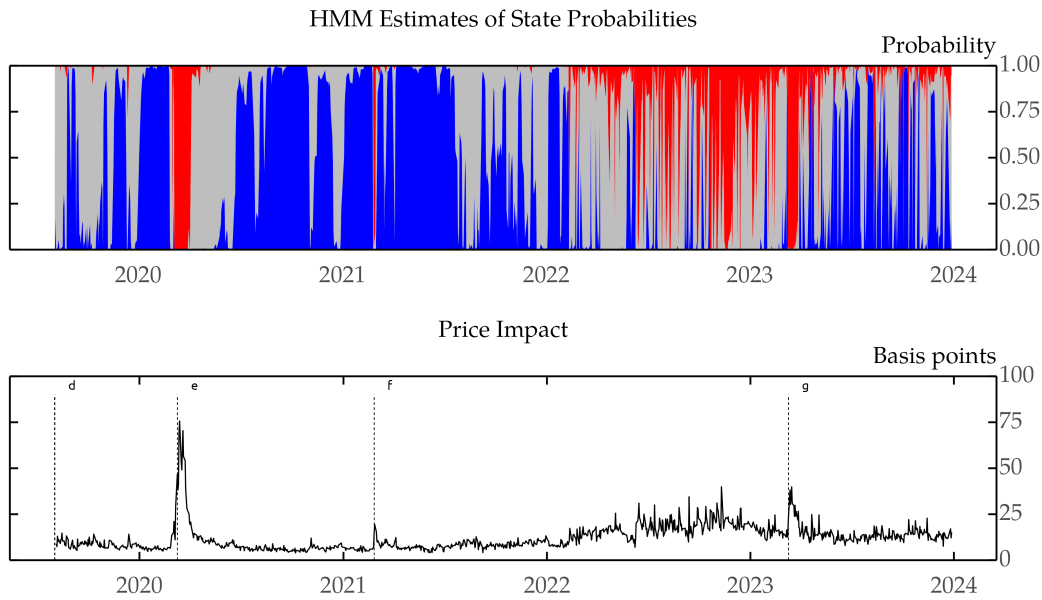 HMM Estimates of State Probabilities
Probability
1.00
0.75
0.50
0.25
0.00
2020 2021 2022 2023 2024
Price Impact
Basis points
d e f g
100
75
50
25
0
2020 2021 2022 2023 2024